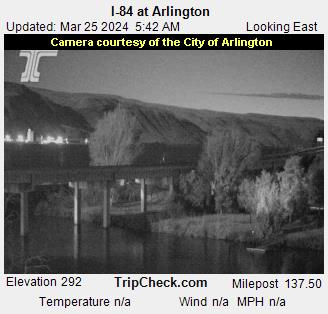 I-84 at Arlington
Updated: Mar 25 2024 5:42 AM Looking East
Camera courtesy of the City of Arlington
Elevation 292 TripCheck.com Milepost 137.50
Temperature n/a Wind n/a MPH n/a